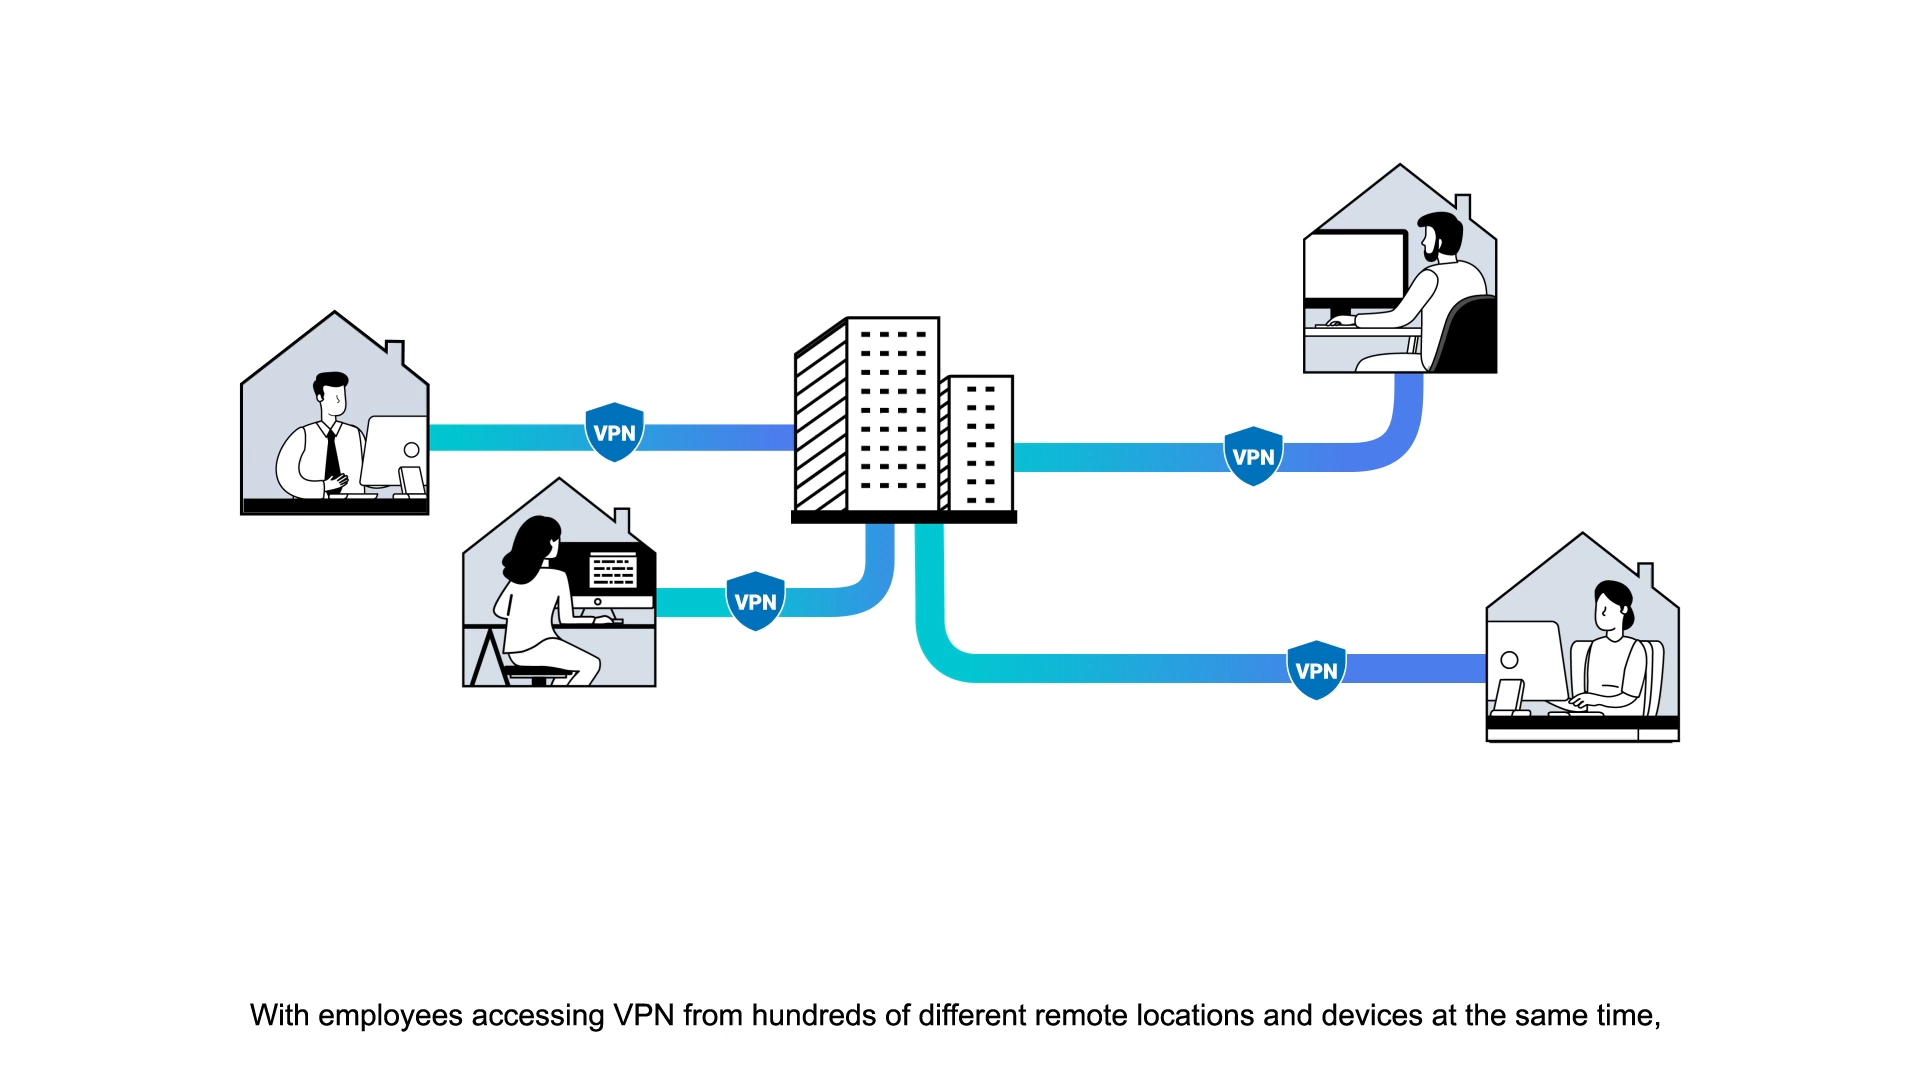 VPN
VPN
VPN
VPN
With employees accessing VPN from hundreds of different remote locations and devices at the same time,